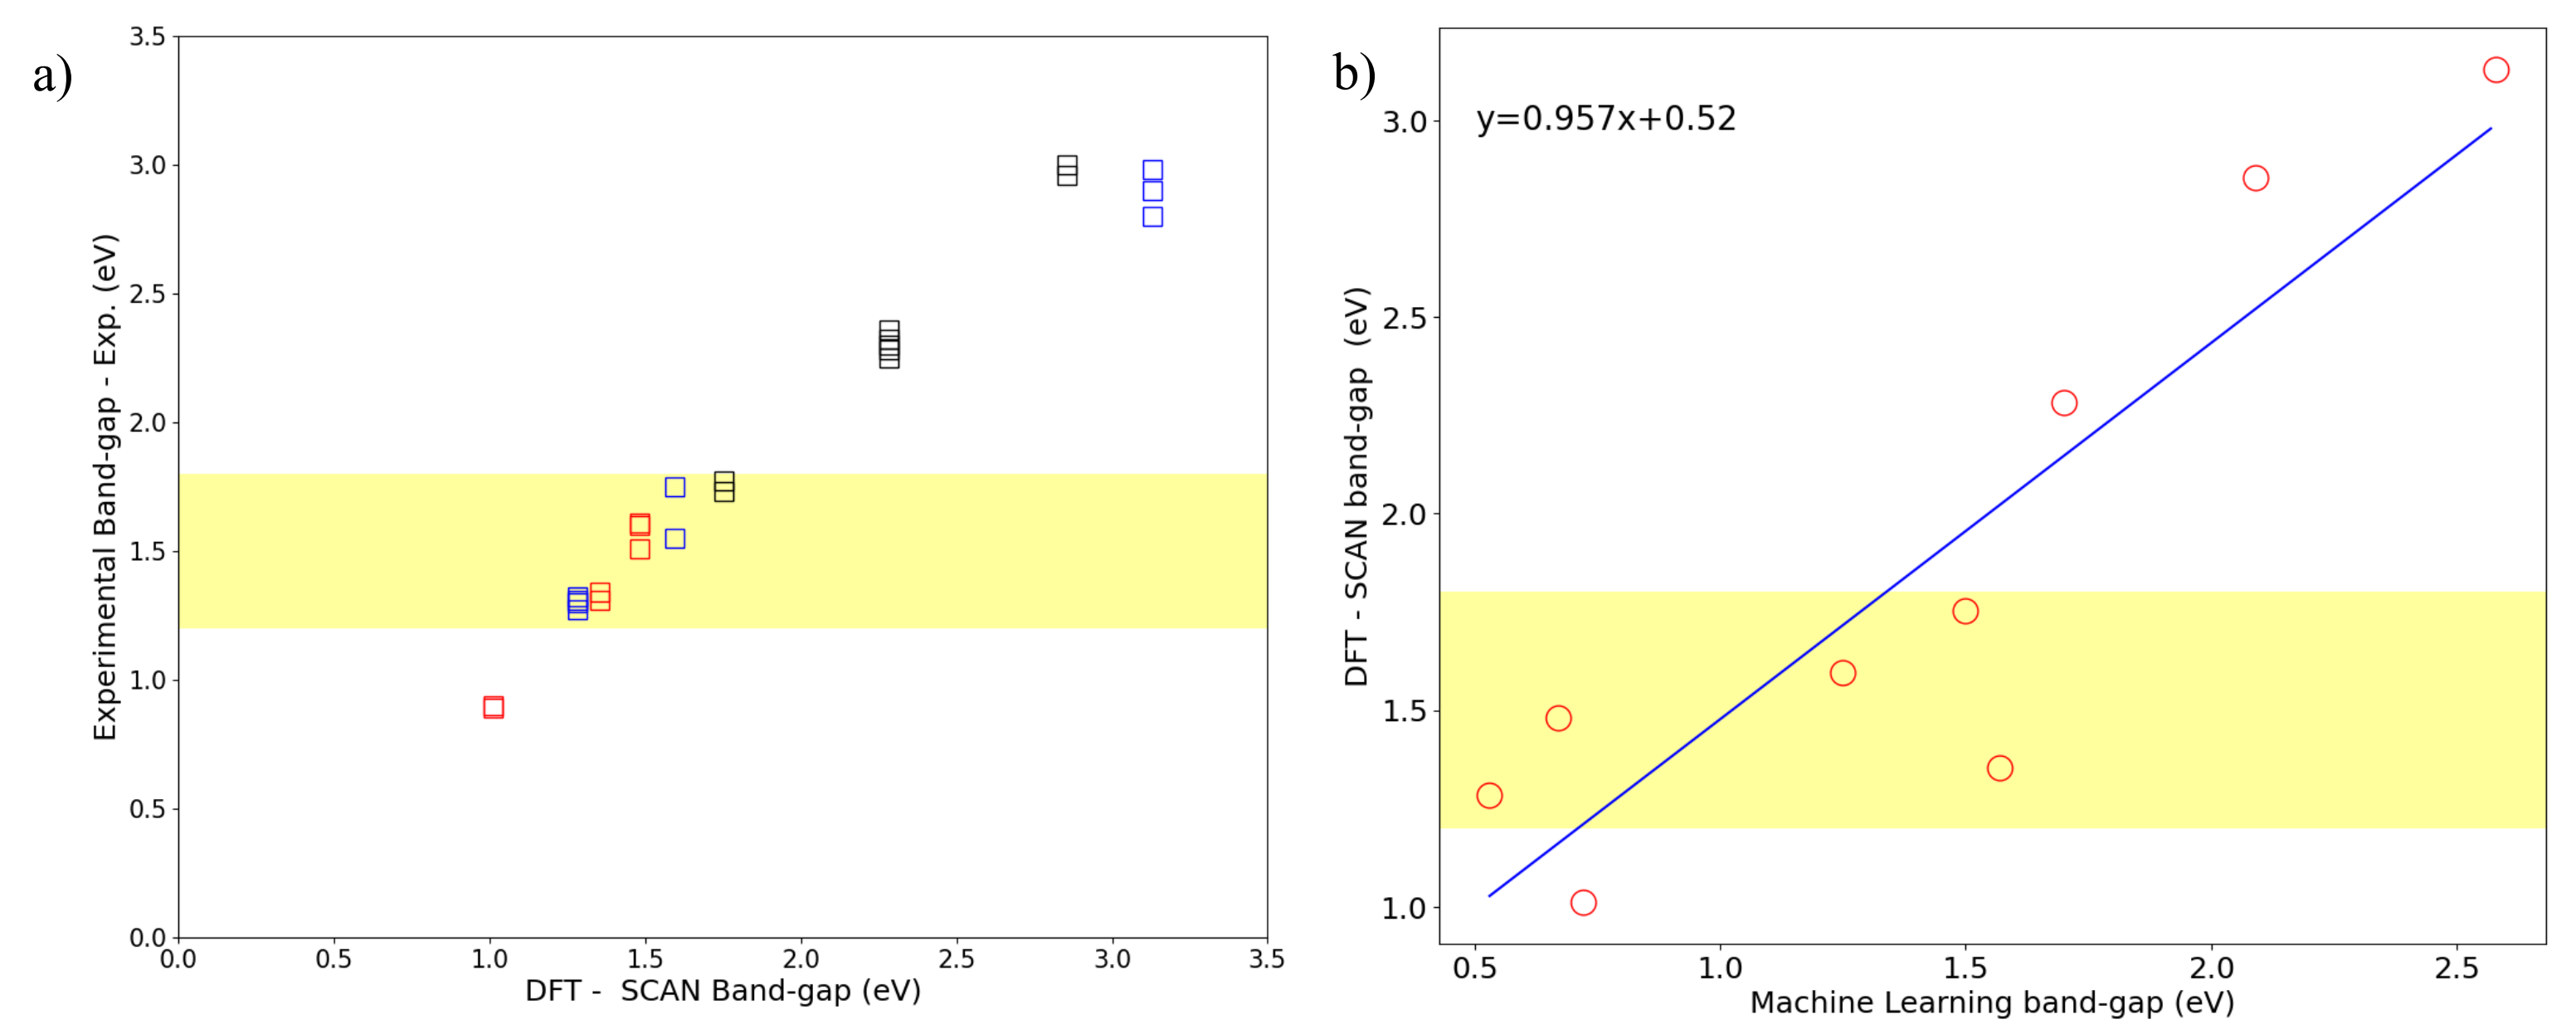 a)
3.5
3.0
2.5
2.0
1.5
1.0
0.5
0.0
Experimental Band-gap - Exp. (eV)
0.0 0.5 1.0 1.5 2.0 2.5 3.0 3.5
DFT -  SCAN Band-gap (eV)
b)
y=0.957x+0.52
3.0
2.5
2.0
1.5
1.0
DFT - SCAN band-gap  (eV)
0.5 1.0 1.5 2.0 2.5
Machine Learning band-gap (eV)